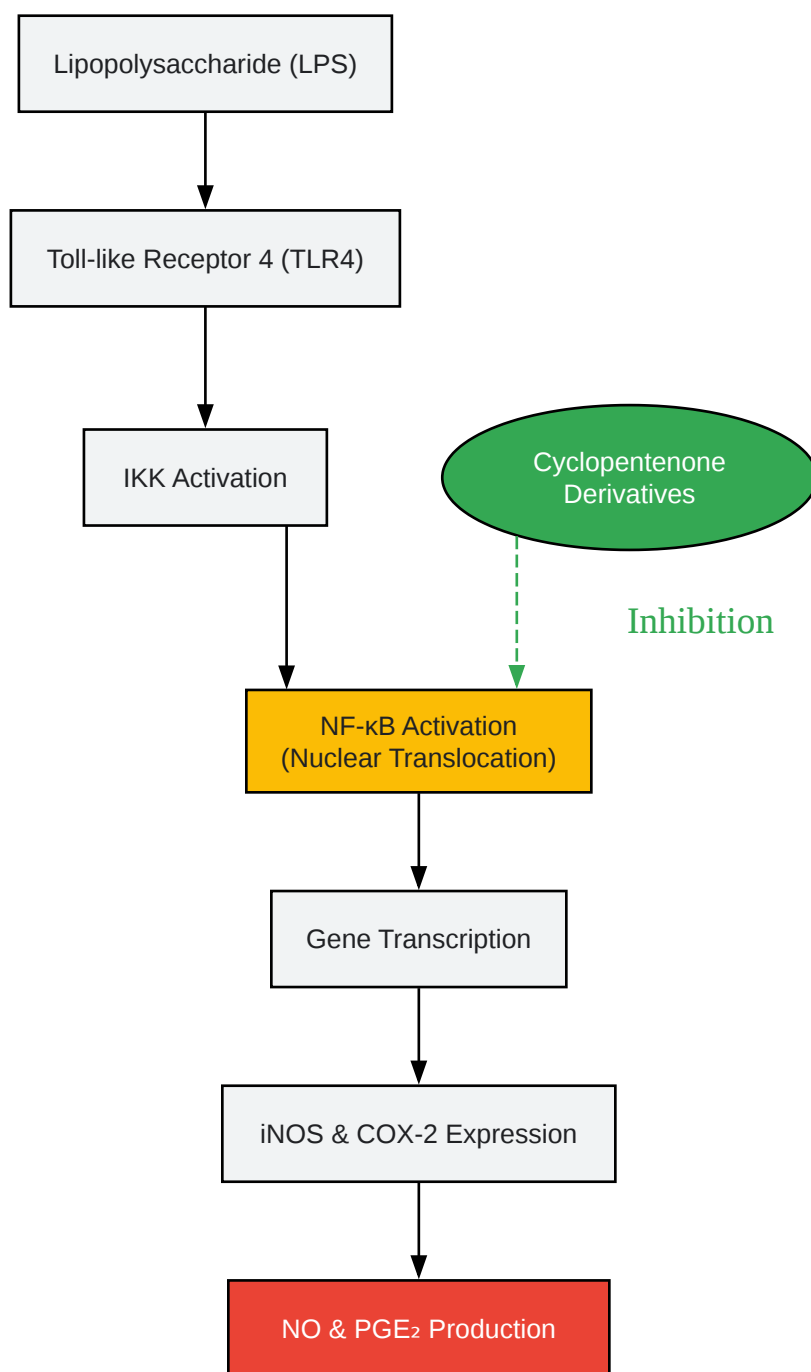 Lipopolysaccharide (LPS)
Toll-like Receptor 4 (TLR4)
IKK Activation
Cyclopentenone
Derivatives
Inhibition
NF-κB Activation
(Nuclear Translocation)
Gene Transcription
iNOS & COX-2 Expression
NO & PGE₂ Production